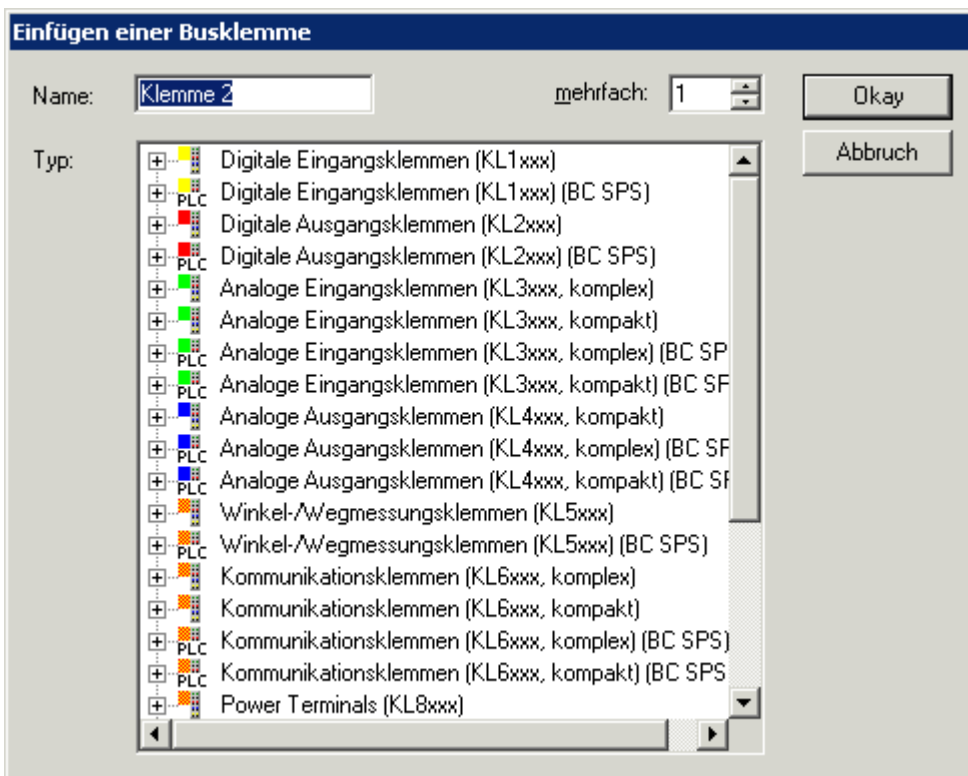 Einfügen einer Busklemme
Name: Klemme 2 mehrfach: 1 Okay
Abbruch
Typ:
Digitale Eingangsklemmen (KL1xxx)
PLC Digitale Eingangsklemmen (KL1xxx) (BC SPS)
Digitale Ausgangsklemmen (KL2xxx)
PLC Digitale Ausgangsklemmen (KL2xxx) (BC SPS)
Analoge Eingangsklemmen (KL3xxx, komplex)
Analoge Eingangsklemmen (KL3xxx, kompakt)
PLC Analoge Eingangsklemmen (KL3xxx, komplex) (BC SP
PLC Analoge Eingangsklemmen (KL3xxx, kompakt) (BC SP
Analoge Ausgangsklemmen (KL4xxx, kompakt)
PLC Analoge Ausgangsklemmen (KL4xxx, komplex) (BC SP
PLC Analoge Ausgangsklemmen (KL4xxx, kompakt) (BC SP
Winkel-/Wegmessungsklemmen (KL5xxx)
PLC Winkel-/Wegmessungsklemmen (KL5xxx) (BC SPS)
Kommunikationsklemmen (KL6xxx, komplex)
Kommunikationsklemmen (KL6xxx, kompakt)
PLC Kommunikationsklemmen (KL6xxx, komplex) (BC SPS)
PLC Kommunikationsklemmen (KL6xxx, kompakt) (BC SPS
Power Terminals (KL8xxx)